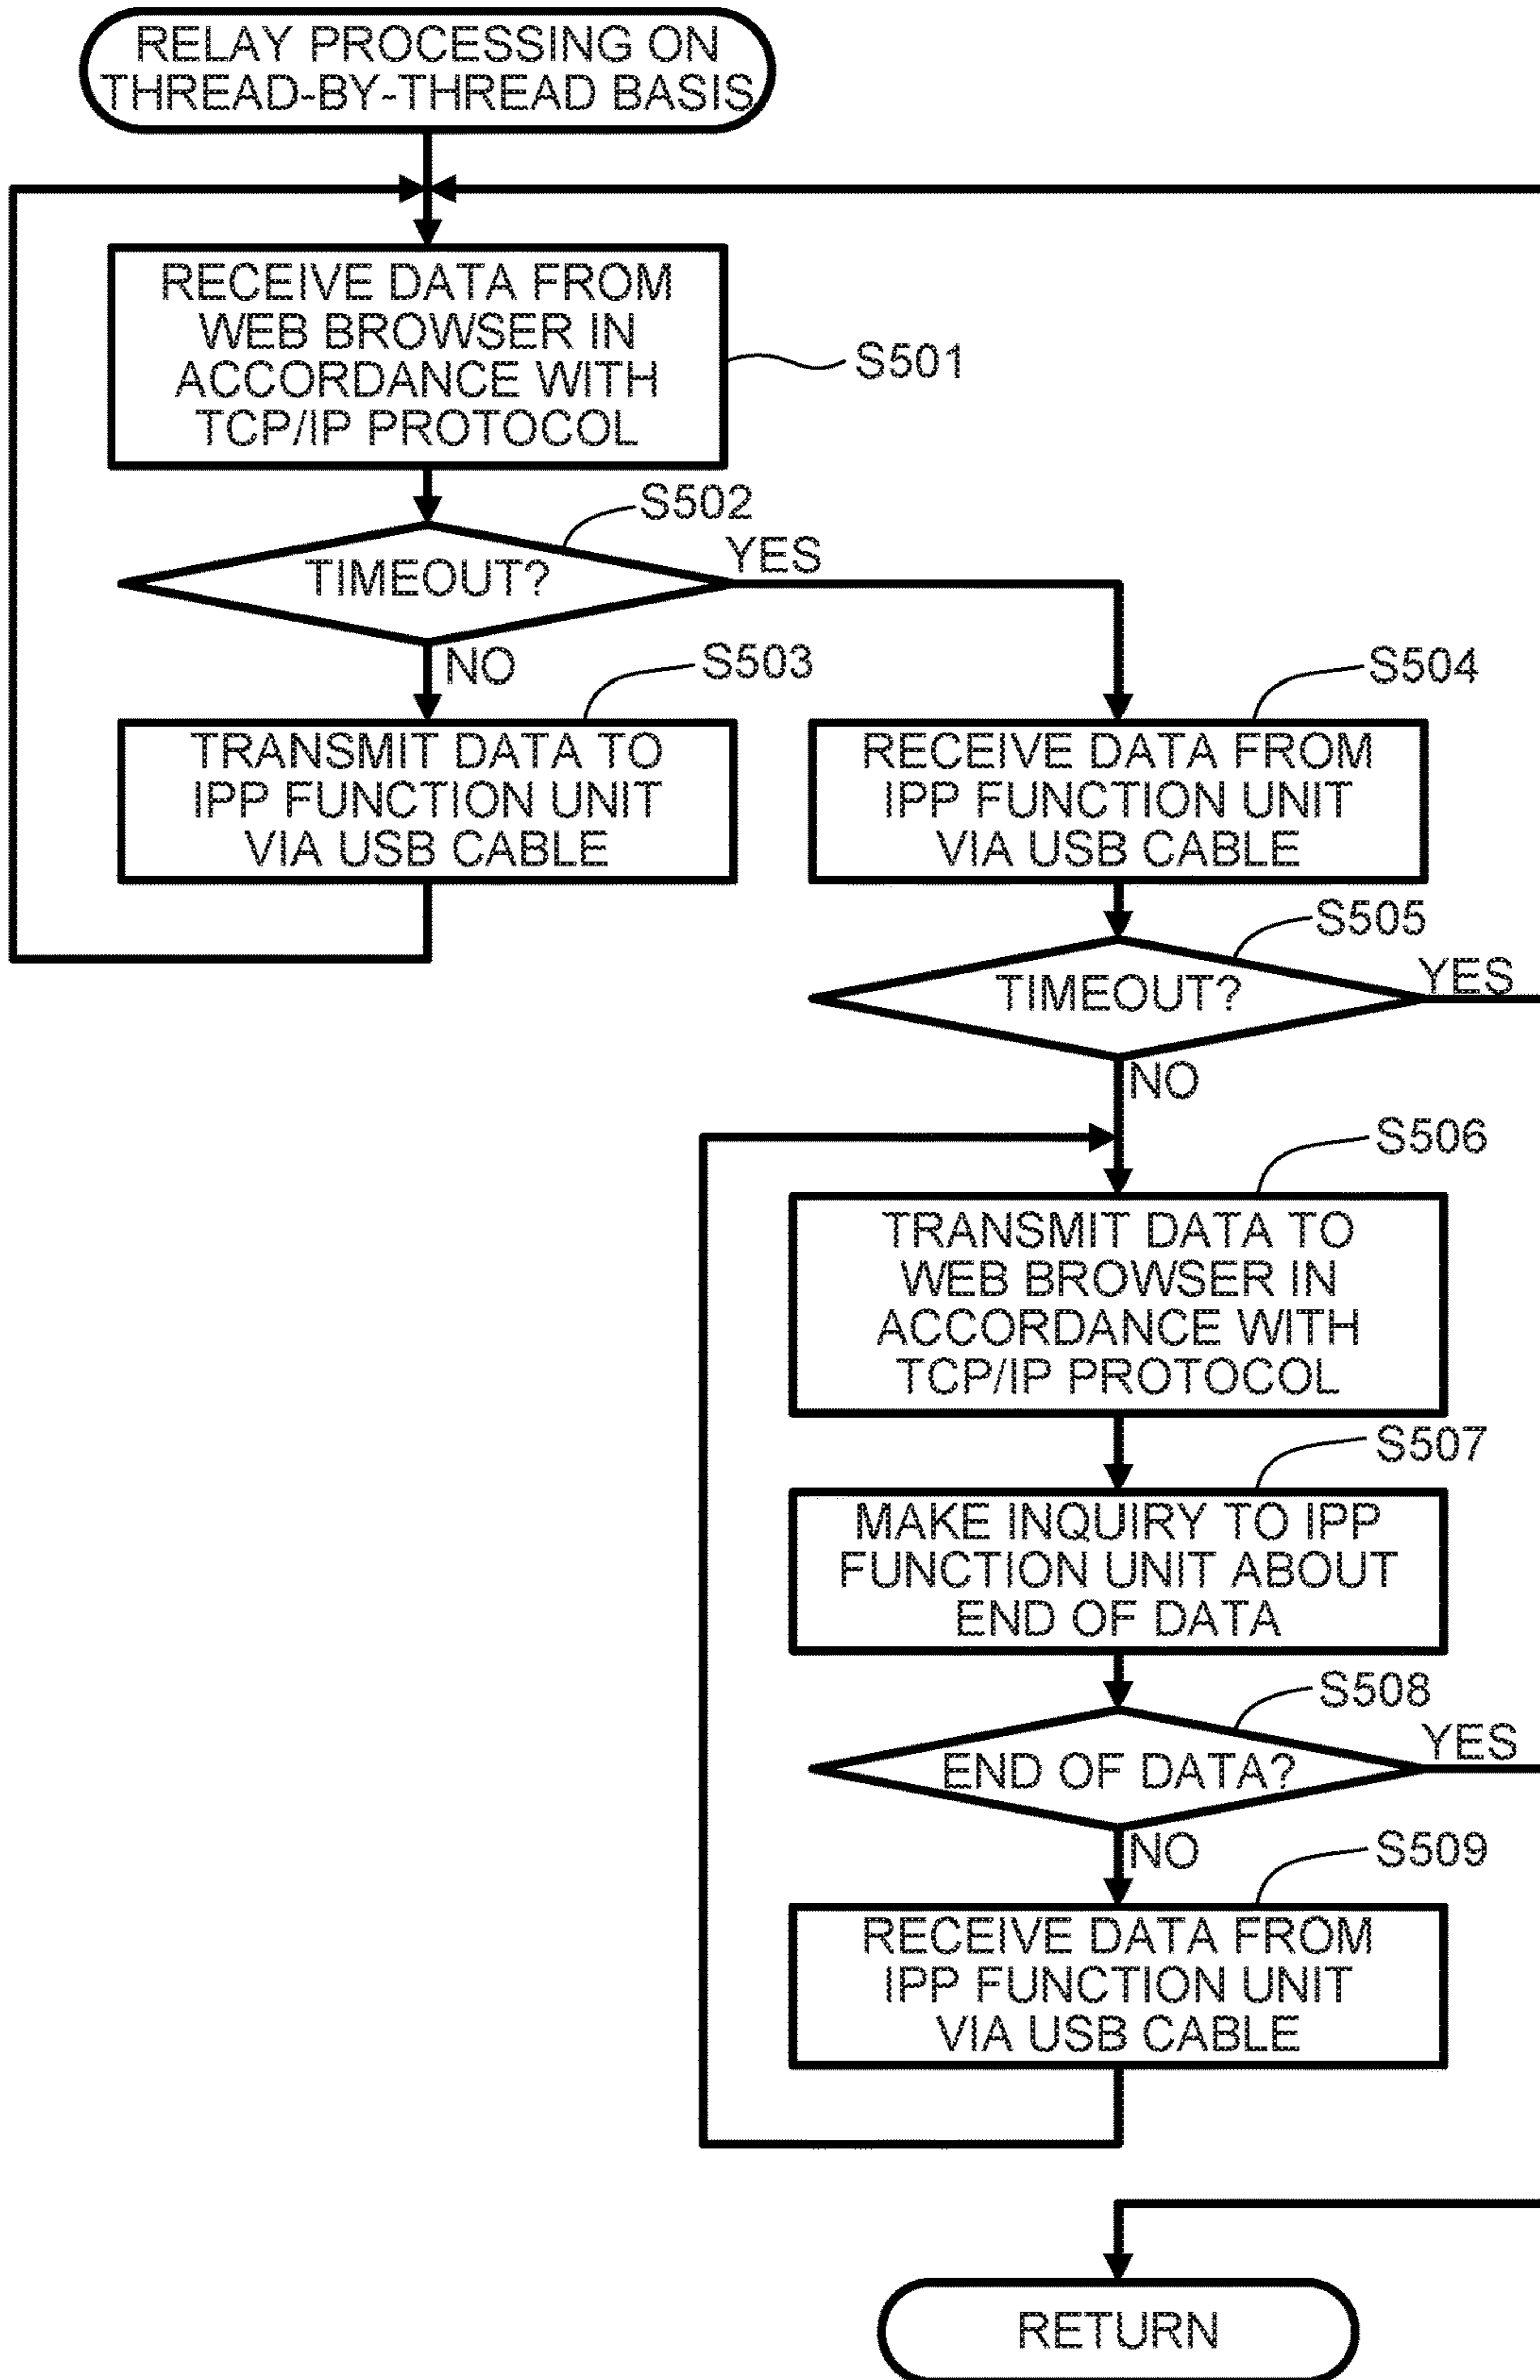 RELAY PROCESSING ON
THREAD-BY-THREAD BASIS
RECEIVE DATA FROM
WEB BROWSER IN
ACCORDANCE WITH
TCP/IP PROTOCOL
S501
S502
TIMEOUT?
YES
NO
S503
TRANSMIT DATA TO
IPP FUNCTION UNIT
VIA USB CABLE
S504
RECEIVE DATA FROM
IPP FUNCTION UNIT
VIA USB CABLE
S505
TIMEOUT?
YES
NO
S506
TRANSMIT DATA TO
WEB BROWSER IN
ACCORDANCE WITH
TCP/IP PROTOCOL
S507
MAKE INQUIRY TO IPP
FUNCTION UNIT ABOUT
END OF DATA
S508
END OF DATA?
YES
NO
S509
RECEIVE DATA FROM
IPP FUNCTION UNIT
VIA USB CABLE
RETURN